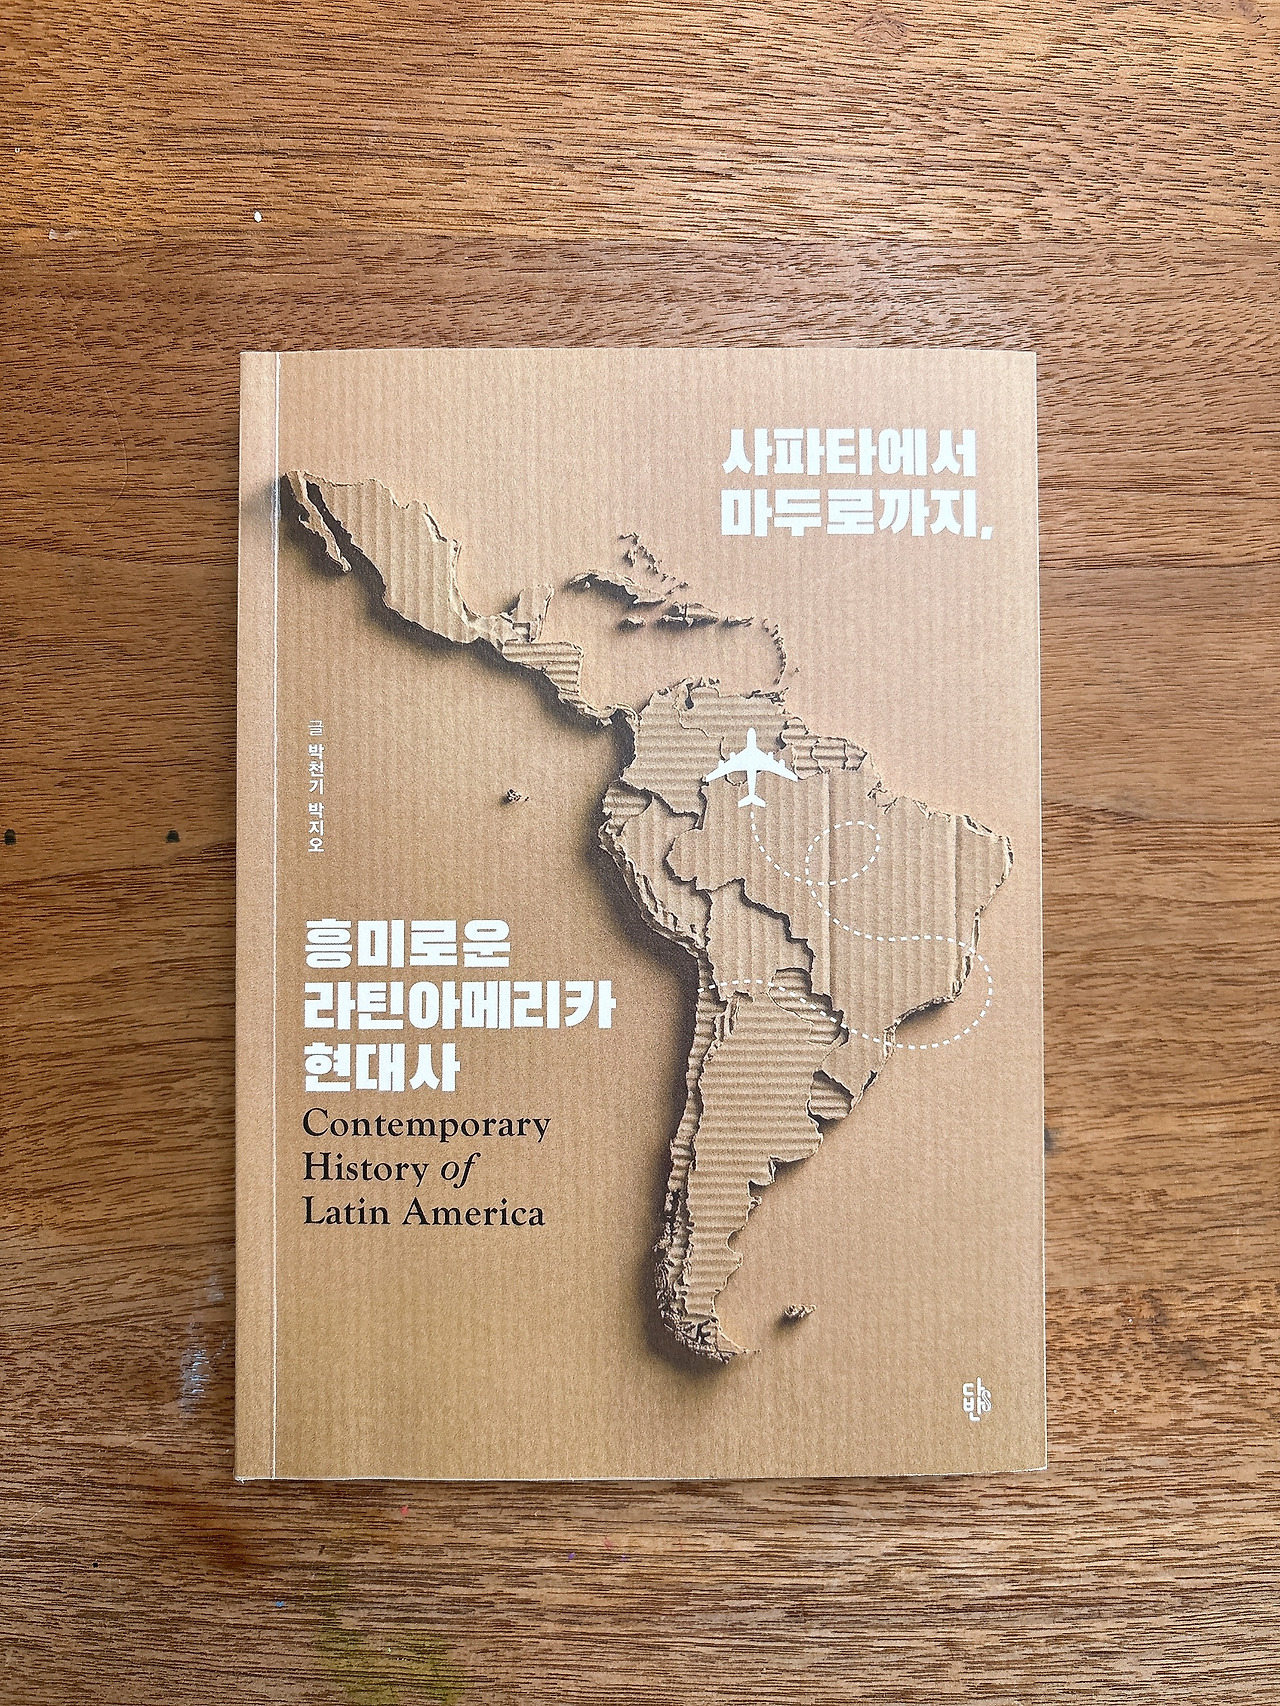 사파타에서
마두로까지,
글 박천기 박지오
흥미로운
라틴아메리카
현대사
Contemporary
History of
Latin America